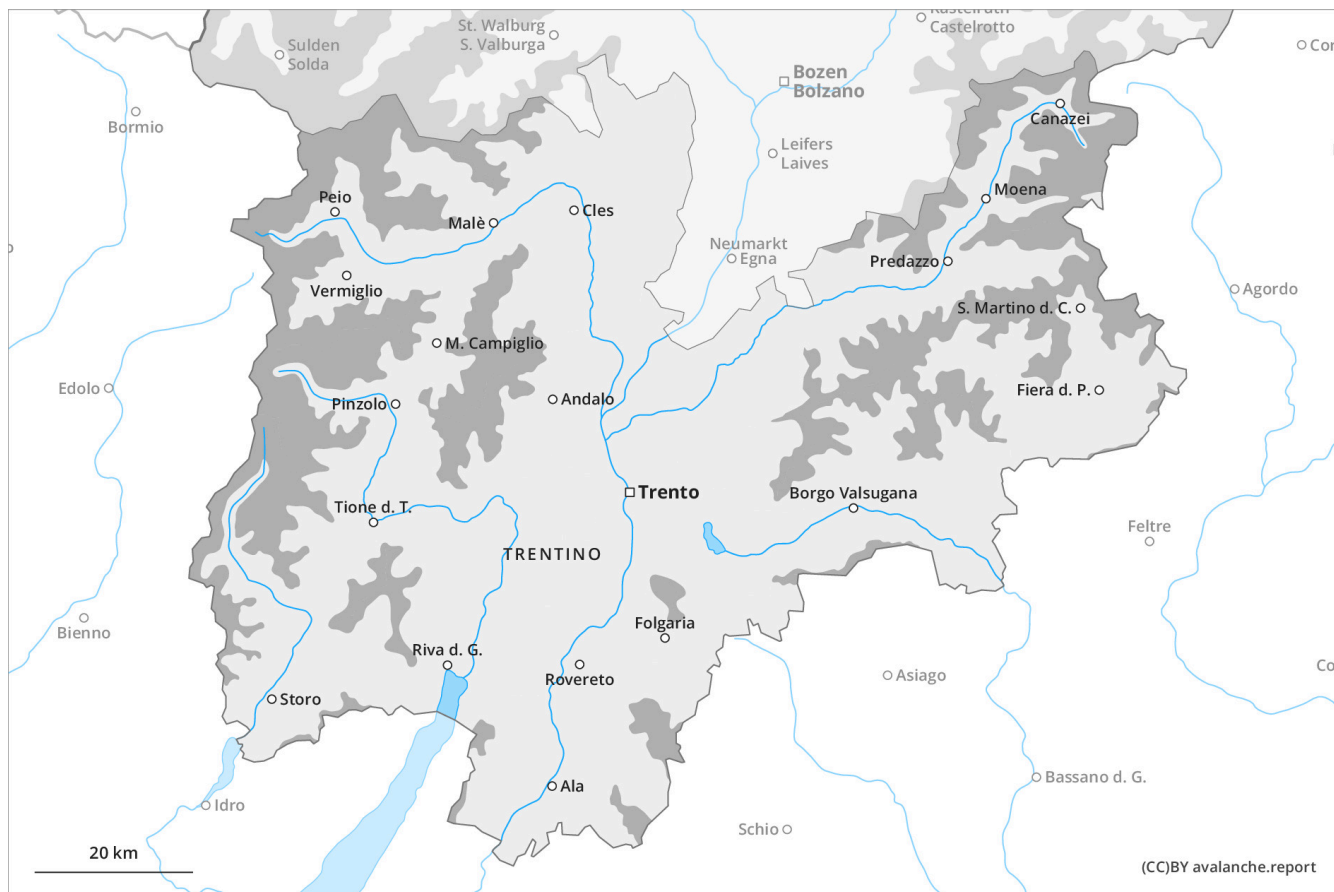 Kastelruth
Castelrotto
St. Walburg
S. Valburga
Sulden
Solda
Cor
Bozen
Bolzano
Bormio
Canazei
Leifers
Laives
Moena
Peio
Malè
Cles
Neumarkt
Egna
Predazzo
Vermiglio
Agordo
S. Martino d. C.
M. Campiglio
Edolo
Pinzolo
Andalo
Fiera d. P.
Trento
Borgo Valsugana
Tione d. T.
Feltre
TRENTINO
Bienno
Folgaria
Riva d. G.
Rovereto
Asiago
Co
Storo
Bassano d. G.
Ala
Idro
Schio
20 km
(CC)BY avalanche.report